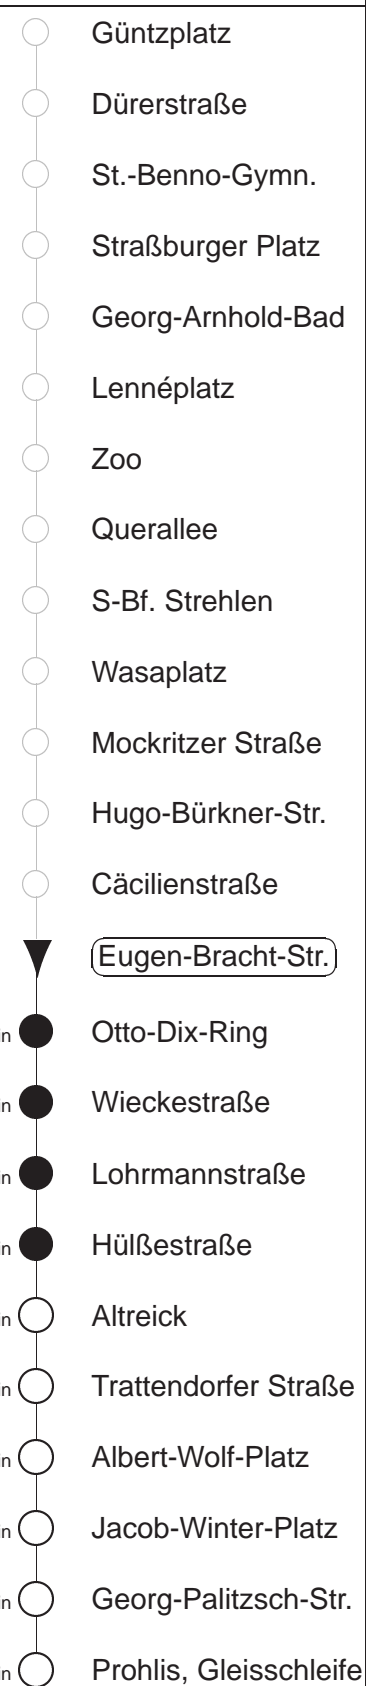 Güntzplatz
Dürerstraße
St.-Benno-Gymn.
Straßburger Platz
Georg-Arnhold-Bad
Lennéplatz
Zoo
Querallee
S-Bf. Strehlen
Wasaplatz
Mockritzer Straße
Hugo-Bürkner-Str.
Cäcilienstraße
Eugen-Bracht-Str.
Otto-Dix-Ring
Wieckestraße
Lohrmannstraße
Hülßestraße
Altreick
Trattendorfer Straße
Albert-Wolf-Platz
Jacob-Winter-Platz
Georg-Palitzsch-Str.
Prohlis, Gleisschleife